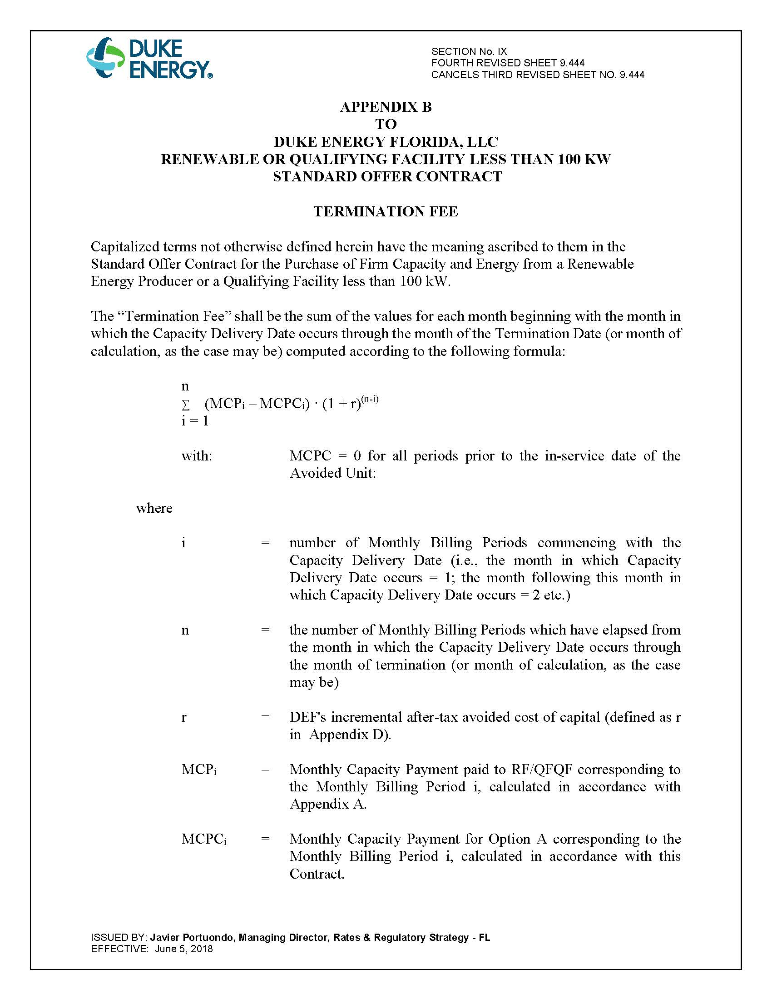 DUKE
ENERGY®
SECTION No. IX
FOURTH REVISED SHEET 9.444
CANCELS THIRD REVISED SHEET NO. 9.444
APPENDIX B
TO
DUKE ENERGY FLORIDA, LLC
RENEWABLE OR QUALIFYING FACILITY LESS THAN 100 KW
STANDARD OFFER CONTRACT
TERMINATION FEE
Capitalized terms not otherwise defined herein have the meaning ascribed to them in the
Standard Offer Contract for the Purchase of Firm Capacity and Energy from a Renewable
Energy Producer or a Qualifying Facility less than 100 kW.
The “Termination Fee” shall be the sum of the values for each month beginning with the month in
which the Capacity Delivery Date occurs through the month of the Termination Date (or month of
calculation, as the case may be) computed according to the following formula:
n
∑ (MCPi – MCPCi) · (1 + r)(n-i)
i = 1
with: MCPC = 0 for all periods prior to the in-service date of the
Avoided Unit:
where
i = number of Monthly Billing Periods commencing with the
Capacity Delivery Date (i.e., the month in which Capacity
Delivery Date occurs = 1; the month following this month in
which Capacity Delivery Date occurs = 2 etc.)
n = the number of Monthly Billing Periods which have elapsed from
the month in which the Capacity Delivery Date occurs through
the month of termination (or month of calculation, as the case
may be)
r = DEF's incremental after-tax avoided cost of capital (defined as r
in Appendix D).
MCPi = Monthly Capacity Payment paid to RF/QFQF corresponding to
the Monthly Billing Period i, calculated in accordance with
Appendix A.
MCPCi = Monthly Capacity Payment for Option A corresponding to the
Monthly Billing Period i, calculated in accordance with this
Contract.
ISSUED BY: Javier Portuondo, Managing Director, Rates & Regulatory Strategy - FL
EFFECTIVE: June 5, 2018